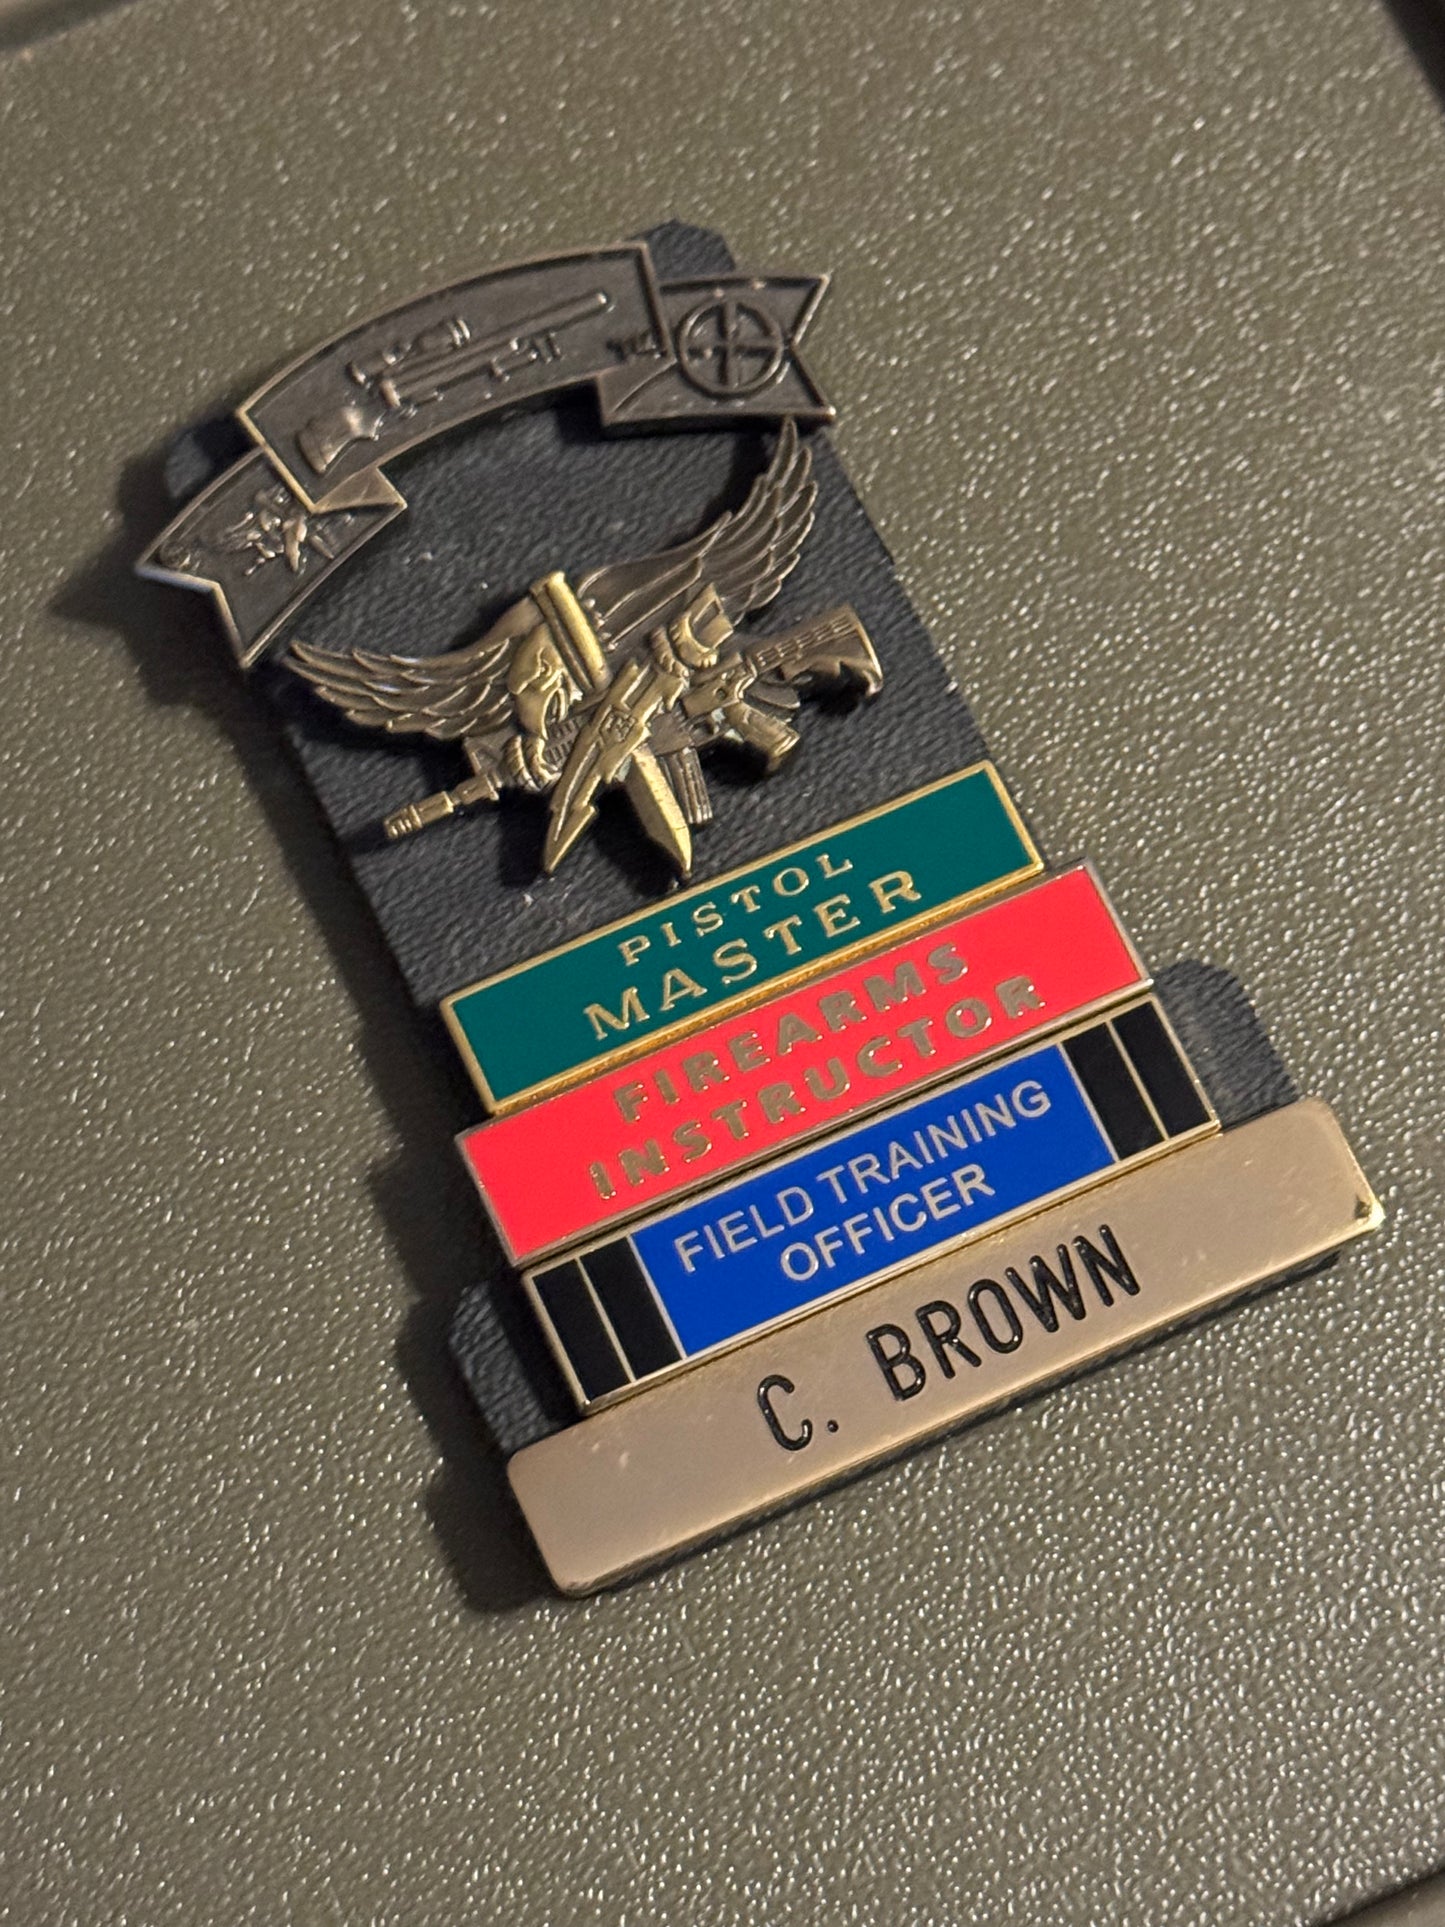 PISTOL
MASTER
FIREARMS
INSTRUCTOR
FIELD TRAINING
OFFICER
C. BROWN